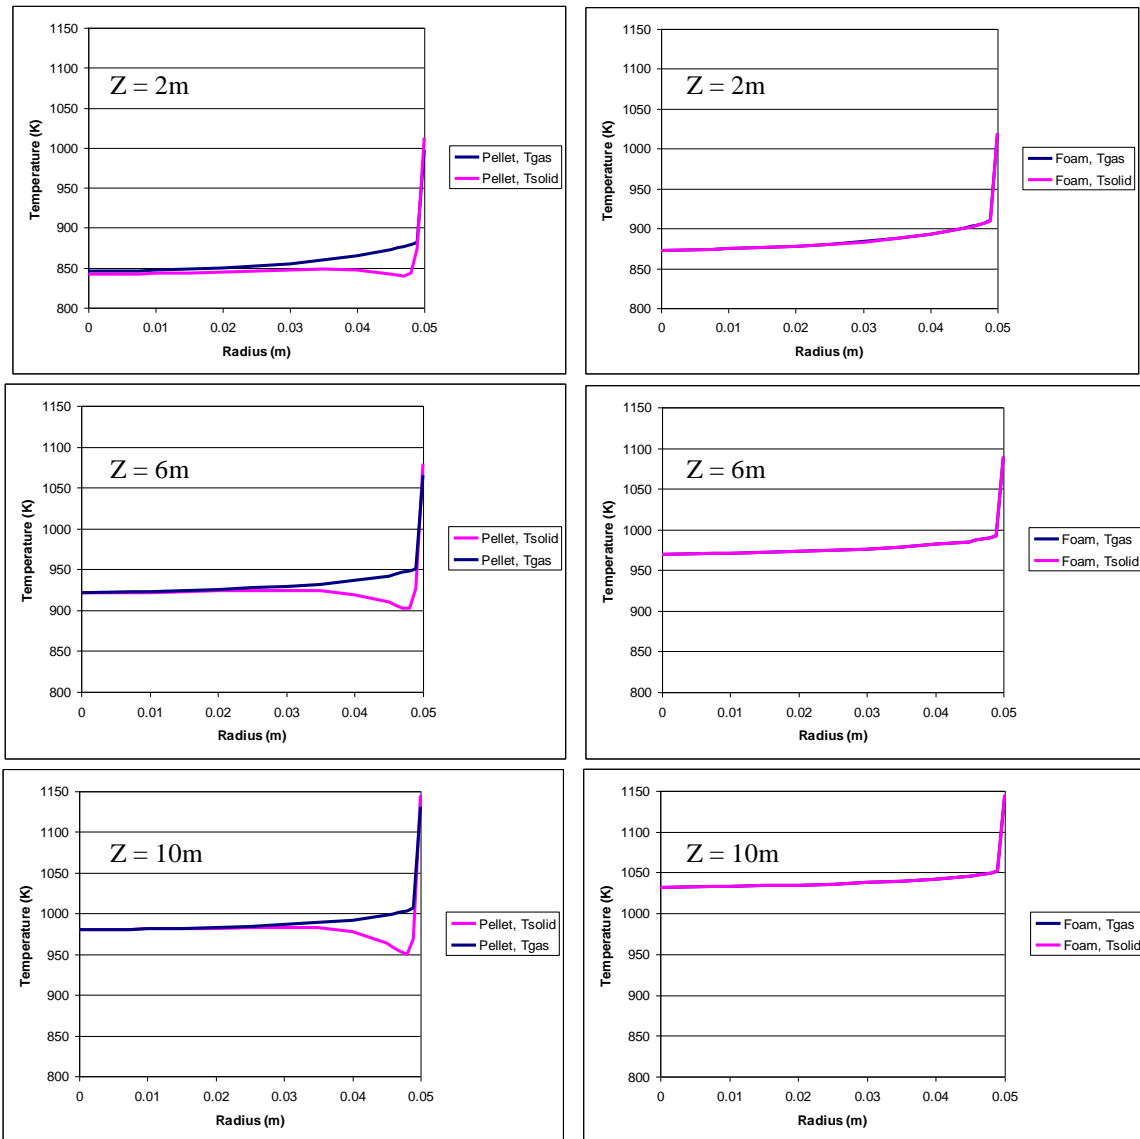 1150
1100
1050
1000
950
900
850
800
Temperature (K)
Z = 2m
0 0.01 0.02 0.03 0.04 0.05
Radius (m)
Pellet, Tgas
Pellet, Tsolid
1150
1100
1050
1000
950
900
850
800
Temperature (K)
Z = 2m
0 0.01 0.02 0.03 0.04 0.05
Radius (m)
Foam, Tgas
Foam, Tsolid
1150
1100
1050
1000
950
900
850
800
Temperature (K)
Z = 6m
0 0.01 0.02 0.03 0.04 0.05
Radius (m)
Pellet, Tsolid
Pellet, Tgas
1150
1100
1050
1000
950
900
850
800
Temperature (K)
Z = 6m
0 0.01 0.02 0.03 0.04 0.05
Radius (m)
Foam, Tgas
Foam, Tsolid
1150
1100
1050
1000
950
900
850
800
Temperature (K)
Z = 10m
0 0.01 0.02 0.03 0.04 0.05
Radius (m)
Pellet, Tsolid
Pellet, Tgas
1150
1100
1050
1000
950
900
850
800
Temperature (K)
Z = 10m
0 0.01 0.02 0.03 0.04 0.05
Radius (m)
Foam, Tgas
Foam, Tsolid